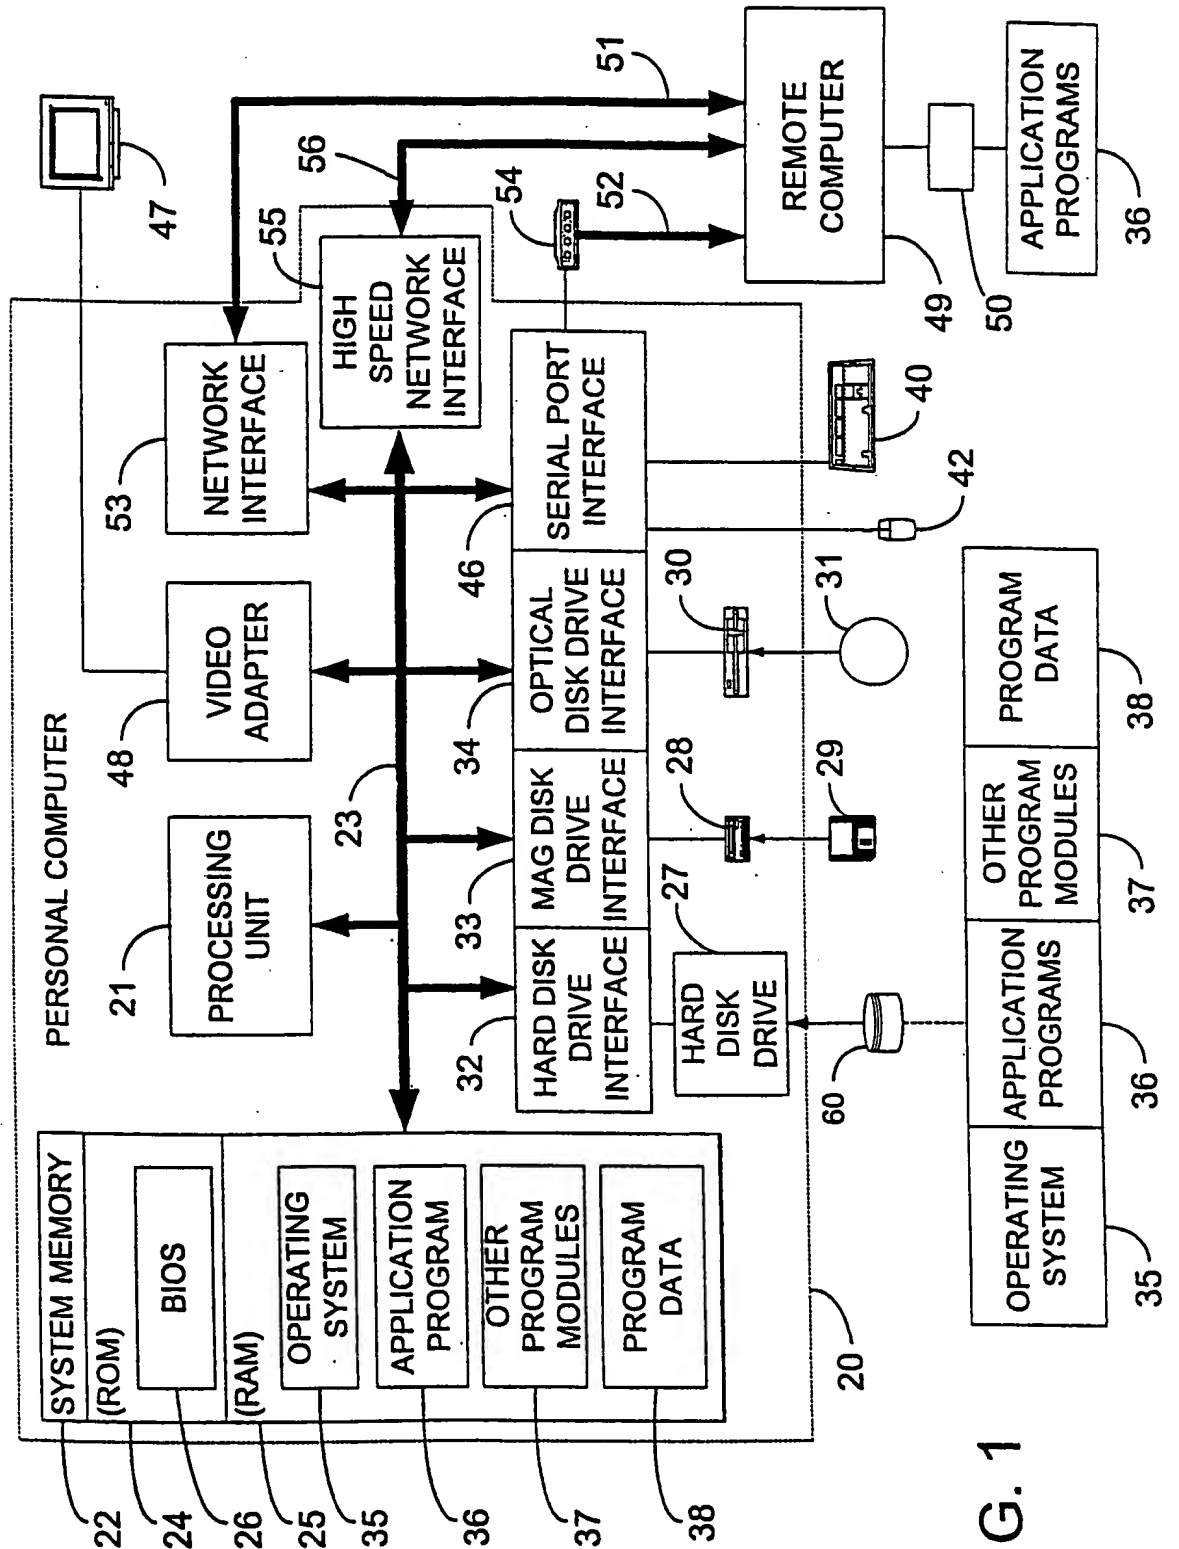 PERSONAL COMPUTER
47
22
SYSTEM MEMORY
24
(ROM)
26
BIOS
25
(RAM)
35
OPERATING
SYSTEM
36
APPLICATION
PROGRAM
37
OTHER
PROGRAM
MODULES
38
PROGRAM
DATA
21
PROCESSING
UNIT
48
VIDEO
ADAPTER
53
NETWORK
INTERFACE
55
HIGH
SPEED
NETWORK
INTERFACE
56
51
23
32
HARD DISK
DRIVE
INTERFACE
33
MAG DISK
DRIVE
INTERFACE
34
OPTICAL
DISK DRIVE
INTERFACE
46
SERIAL PORT
INTERFACE
54
52
REMOTE
COMPUTER
49
50
APPLICATION
PROGRAMS
36
27
HARD
DISK
DRIVE
28
29
30
31
42
40
60
20
OPERATING
SYSTEM
35
APPLICATION
PROGRAMS
36
OTHER
PROGRAM
MODULES
37
PROGRAM
DATA
38
G. 1